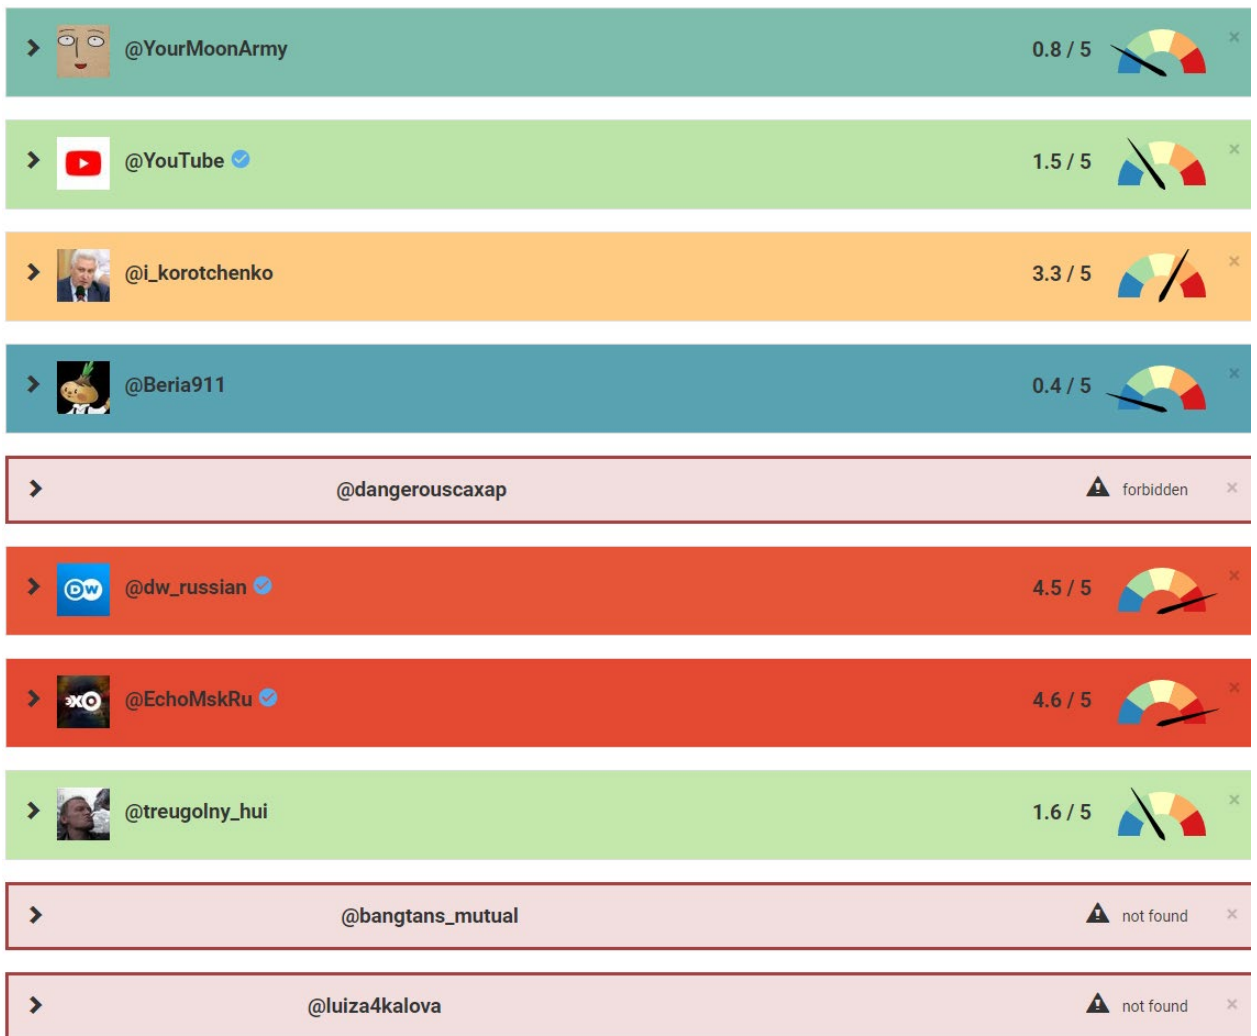 @YourMoonArmy 0.8 / 5 ×
@YouTube 1.5 / 5 ×
@i_korotchenko 3.3 / 5 ×
@Beria911 0.4 / 5 ×
@dangerouscaxap forbidden ×
DW @dw_russian 4.5 / 5 ×
эхо @EchoMskRu 4.6 / 5 ×
@treugolny_hui 1.6 / 5 ×
@bangtans_mutual not found ×
@luiza4kalova not found ×